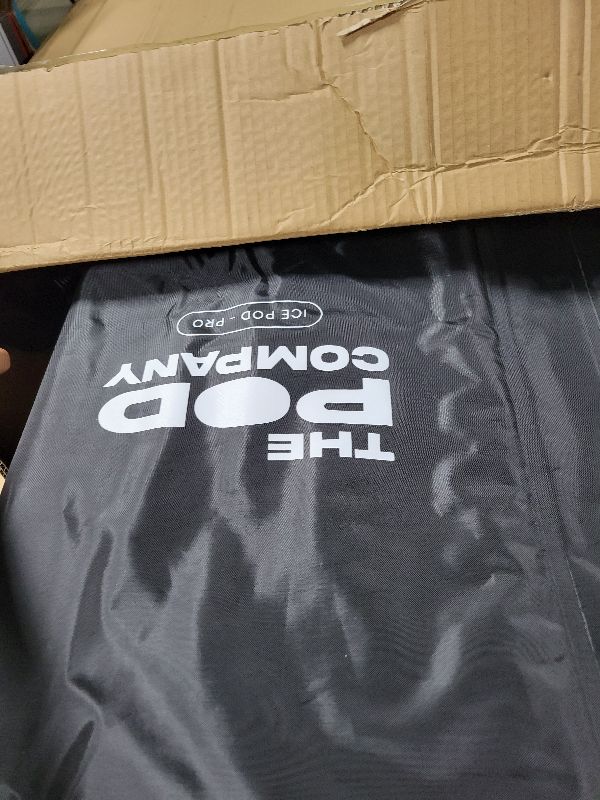 THE
POD
COMPANY
ICE POD - PRO